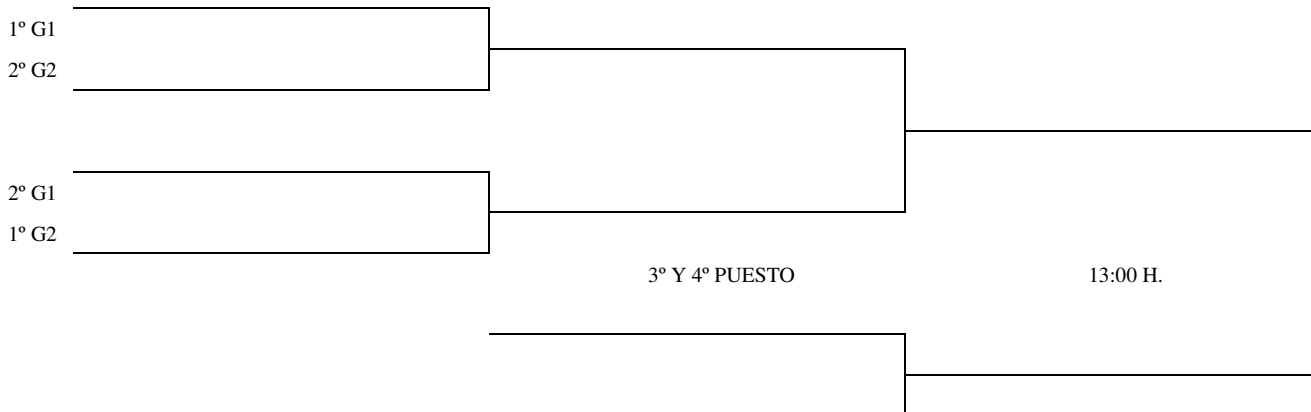 1º G1
2º G2
2º G1
1º G2
3º Y 4º PUESTO 13:00 H.